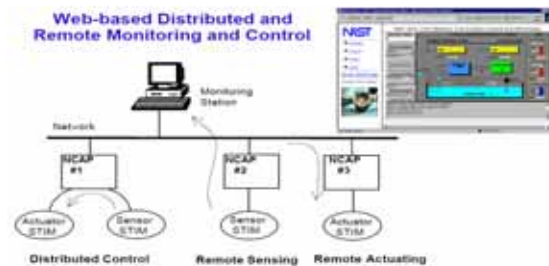 Web-based Distributed and
Remote Monitoring and Control
NIST
Monitoring
Station
Network
NCAP
#1
NCAP
#2
NCAP
#3
Actuator
STIM
Sensor
STIM
Sensor
STIM
Actuator
STIM
Distributed Control
Remote Sensing
Remote Actuating